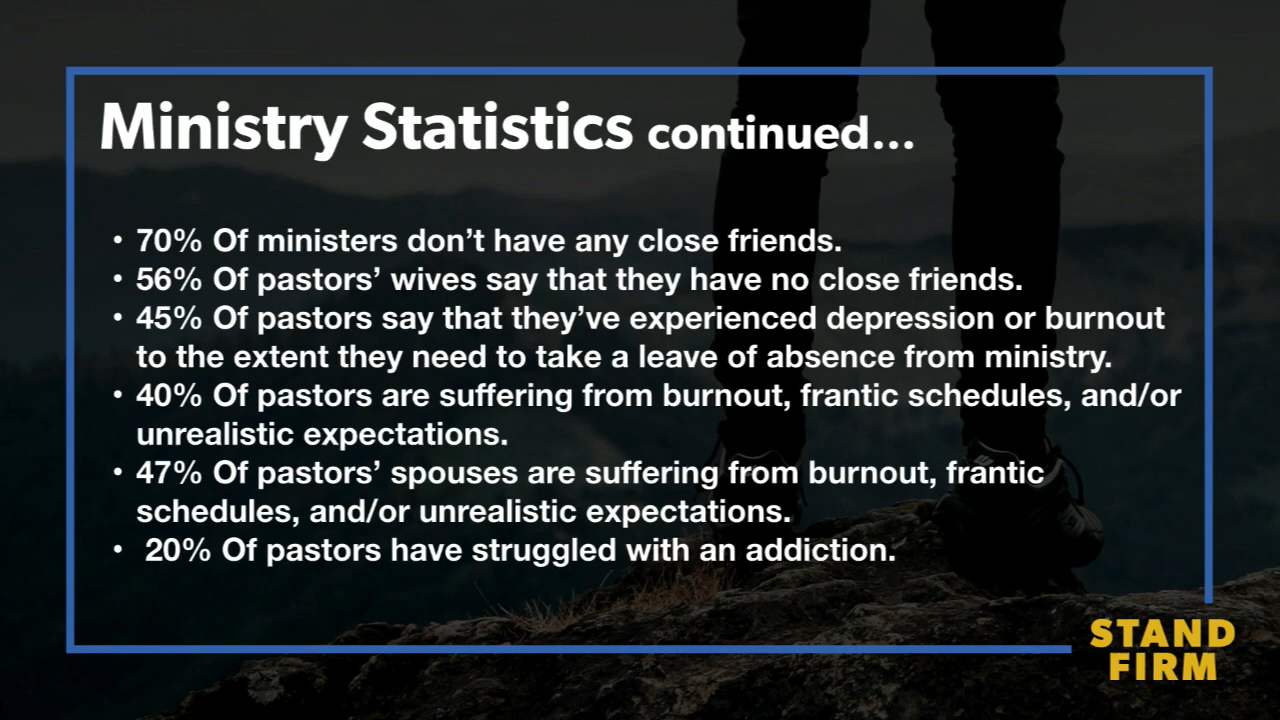 Ministry Statistics continued...
• 70% Of ministers don’t have any close friends.
• 56% Of pastors’ wives say that they have no close friends.
• 45% Of pastors say that they’ve experienced depression or burnout
to the extent they need to take a leave of absence from ministry.
• 40% Of pastors are suffering from burnout, frantic schedules, and/or
unrealistic expectations.
• 47% Of pastors’ spouses are suffering from burnout, frantic
schedules, and/or unrealistic expectations.
• 20% Of pastors have struggled with an addiction.
STAND
FIRM